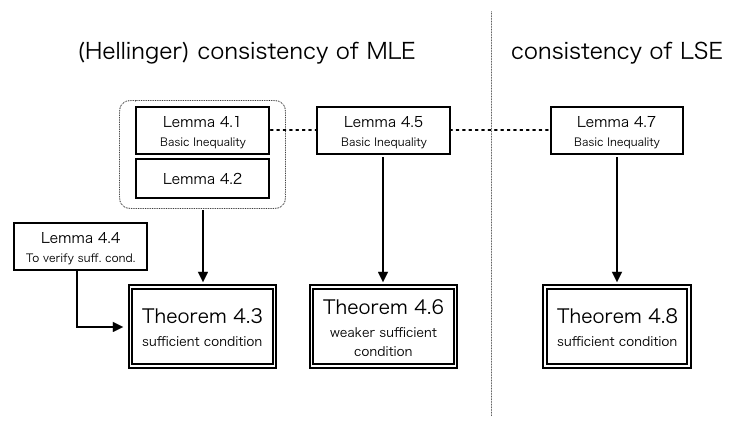 (Hellinger) consistency of MLE
consistency of LSE
Lemma 4.1
Basic Inequality
Lemma 4.2
Lemma 4.5
Basic Inequality
Lemma 4.7
Basic Inequality
Lemma 4.4
To verify suff. cond.
Theorem 4.3
sufficient condition
Theorem 4.6
weaker sufficient
condition
Theorem 4.8
sufficient condition